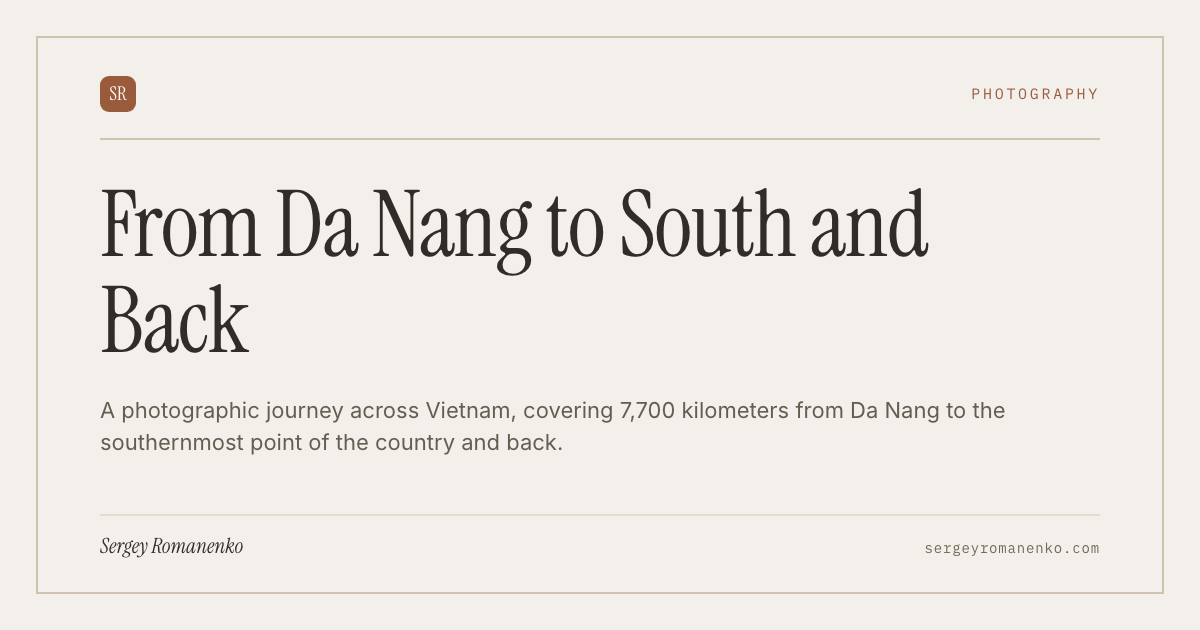 SR
PHOTOGRAPHY
From Da Nang to South and
Back
A photographic journey across Vietnam, covering 7,700 kilometers from Da Nang to the
southernmost point of the country and back.
Sergey Romanenko
sergeyromanenko.com